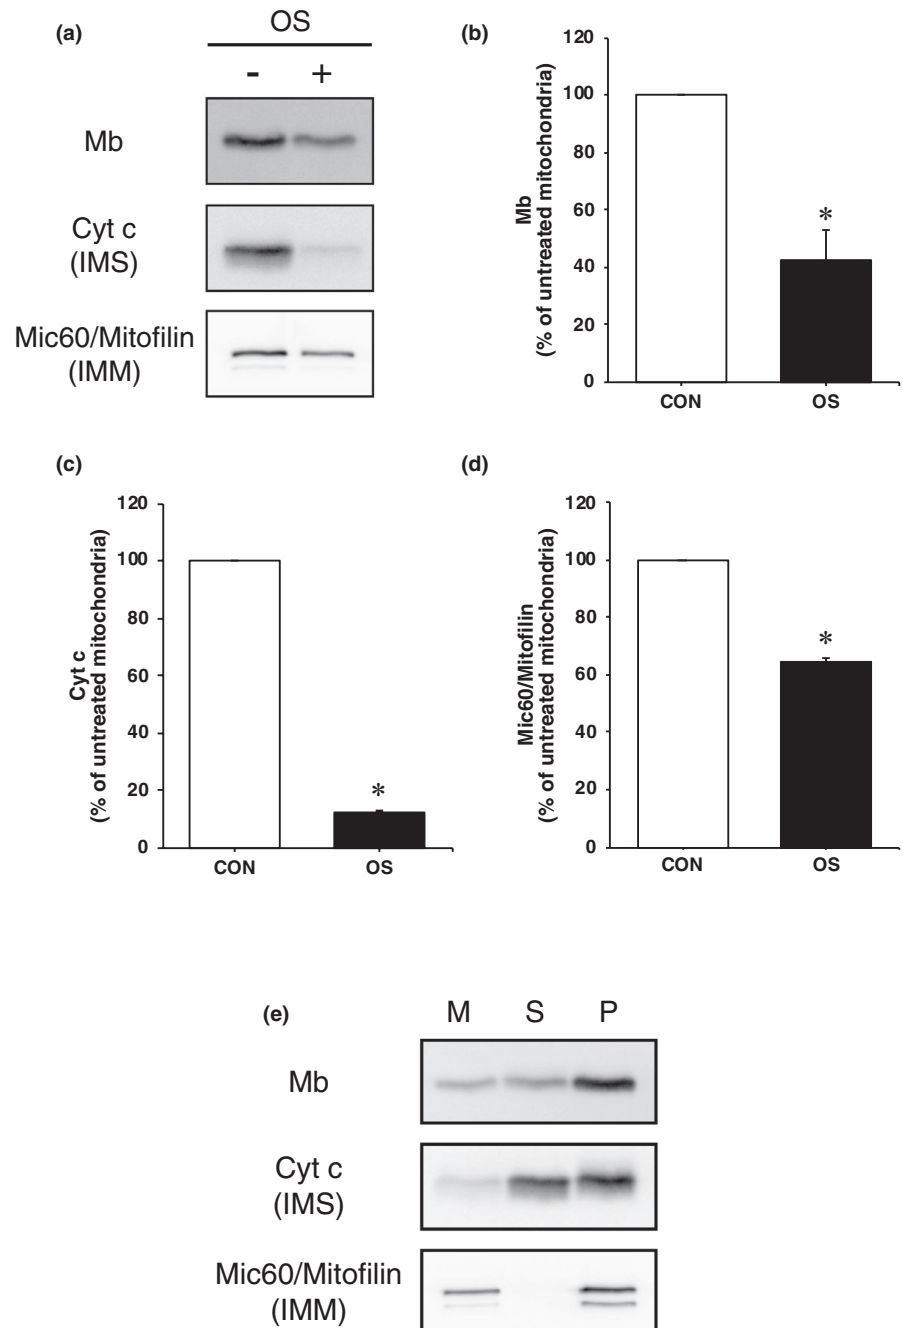 (a)
OS
- +
Mb
Cyt c
(IMS)
Mic60/Mitofilin
(IMM)
(b)
Mb
(% of untreated mitochondria)
120
100
80
60
40
20
0
*
CON OS
(c)
Cyt c
(% of untreated mitochondria)
120
100
80
60
40
20
0
*
CON OS
(d)
Mic60/Mitofilin
(% of untreated mitochondria)
120
100
80
60
40
20
0
*
CON OS
(e)
M S P
Mb
Cyt c
(IMS)
Mic60/Mitofilin
(IMM)